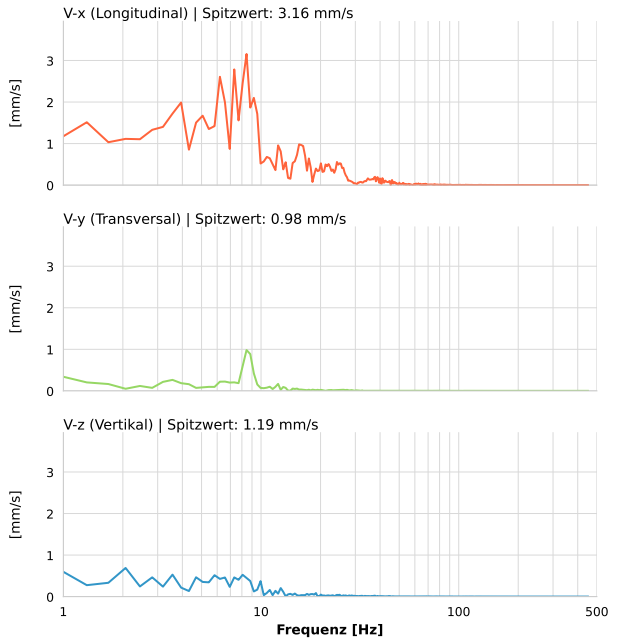 V-x (Longitudinal) | Spitzwert: 3.16 mm/s
[mm/s]
3
2
1
0
V-y (Transversal) | Spitzwert: 0.98 mm/s
[mm/s]
3
2
1
0
V-z (Vertikal) | Spitzwert: 1.19 mm/s
[mm/s]
3
2
1
0
1 10 100 500
Frequenz [Hz]